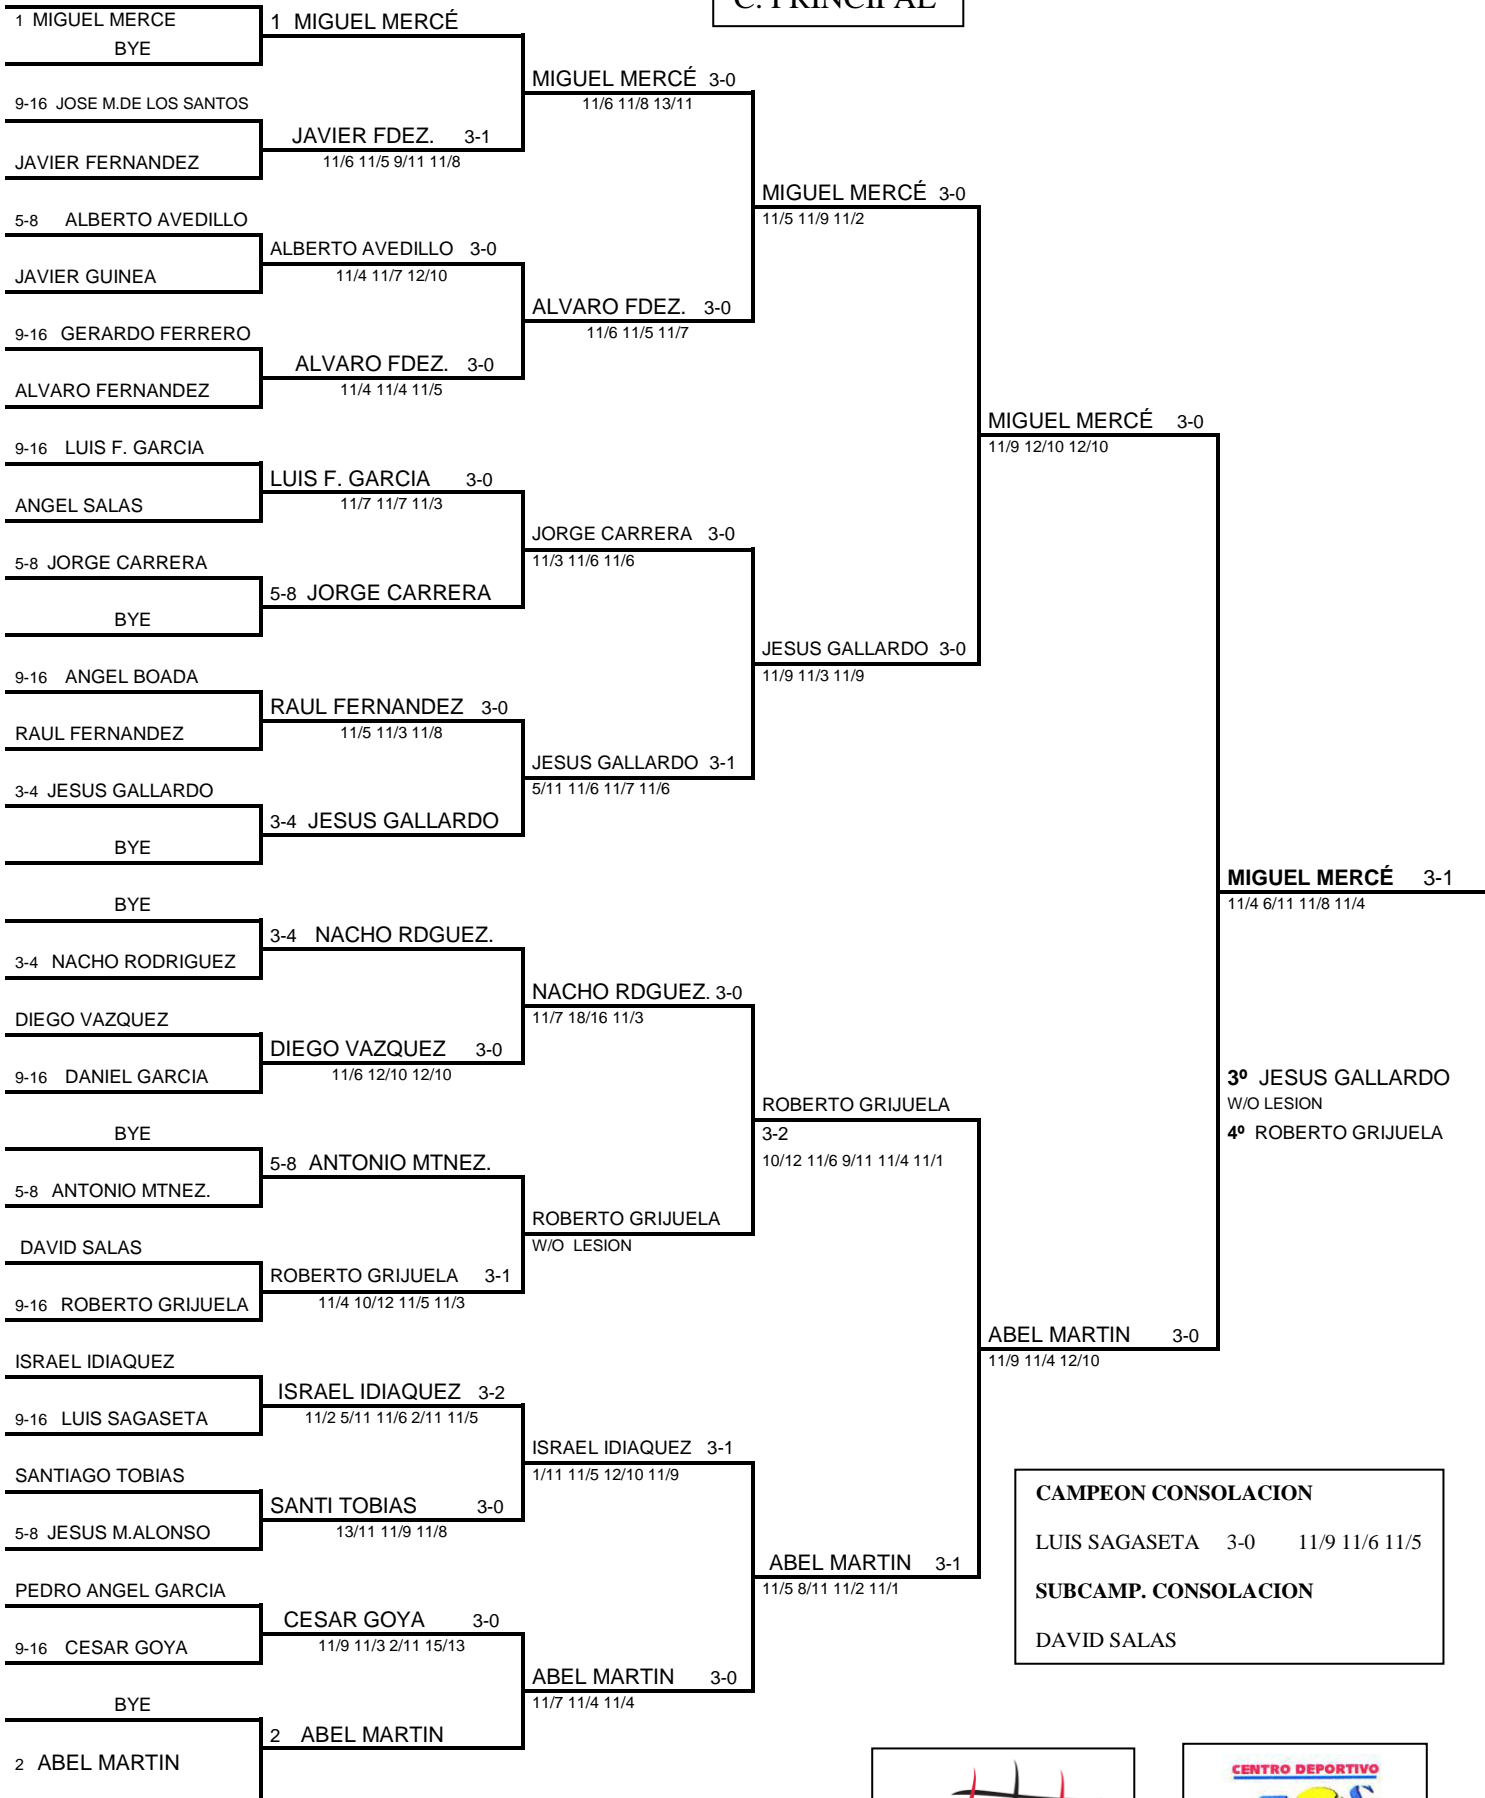 C. PRINCIPAL
1 MIGUEL MERCE
BYE
9-16 JOSE M.DE LOS SANTOS
JAVIER FERNANDEZ
5-8 ALBERTO AVEDILLO
JAVIER GUINEA
9-16 GERARDO FERRERO
ALVARO FERNANDEZ
9-16 LUIS F. GARCIA
ANGEL SALAS
5-8 JORGE CARRERA
BYE
9-16 ANGEL BOADA
RAUL FERNANDEZ
3-4 JESUS GALLARDO
BYE
BYE
3-4 NACHO RODRIGUEZ
DIEGO VAZQUEZ
9-16 DANIEL GARCIA
BYE
5-8 ANTONIO MTNEZ.
DAVID SALAS
9-16 ROBERTO GRIJUELA
ISRAEL IDIAQUEZ
9-16 LUIS SAGASETA
SANTIAGO TOBIAS
5-8 JESUS M.ALONSO
PEDRO ANGEL GARCIA
9-16 CESAR GOYA
BYE
2 ABEL MARTIN
1 MIGUEL MERCÉ
JAVIER FDEZ. 3-1
11/6 11/5 9/11 11/8
ALBERTO AVEDILLO 3-0
11/4 11/7 12/10
ALVARO FDEZ. 3-0
11/4 11/4 11/5
LUIS F. GARCIA 3-0
11/7 11/7 11/3
5-8 JORGE CARRERA
RAUL FERNANDEZ 3-0
11/5 11/3 11/8
3-4 JESUS GALLARDO
3-4 NACHO RDGUEZ.
DIEGO VAZQUEZ 3-0
11/6 12/10 12/10
5-8 ANTONIO MTNEZ.
ROBERTO GRIJUELA 3-1
11/4 10/12 11/5 11/3
ISRAEL IDIAQUEZ 3-2
11/2 5/11 11/6 2/11 11/5
SANTI TOBIAS 3-0
13/11 11/9 11/8
CESAR GOYA 3-0
11/9 11/3 2/11 15/13
2 ABEL MARTIN
MIGUEL MERCÉ 3-0
11/6 11/8 13/11
ALVARO FDEZ. 3-0
11/6 11/5 11/7
JORGE CARRERA 3-0
11/3 11/6 11/6
JESUS GALLARDO 3-1
5/11 11/6 11/7 11/6
NACHO RDGUEZ. 3-0
11/7 18/16 11/3
ROBERTO GRIJUELA
W/O LESION
ISRAEL IDIAQUEZ 3-1
1/11 11/5 12/10 11/9
ABEL MARTIN 3-0
11/7 11/4 11/4
MIGUEL MERCÉ 3-0
11/5 11/9 11/2
JESUS GALLARDO 3-0
11/9 11/3 11/9
ROBERTO GRIJUELA
3-2
10/12 11/6 9/11 11/4 11/1
ABEL MARTIN 3-1
11/5 8/11 11/2 11/1
MIGUEL MERCÉ 3-0
11/9 12/10 12/10
ABEL MARTIN 3-0
11/9 11/4 12/10
MIGUEL MERCÉ 3-1
11/4 6/11 11/8 11/4
3º JESUS GALLARDO
W/O LESION
4º ROBERTO GRIJUELA
CAMPEON CONSOLACION
LUIS SAGASETA 3-0 11/9 11/6 11/5
SUBCAMP. CONSOLACION
DAVID SALAS
CENTRO DEPORTIVO